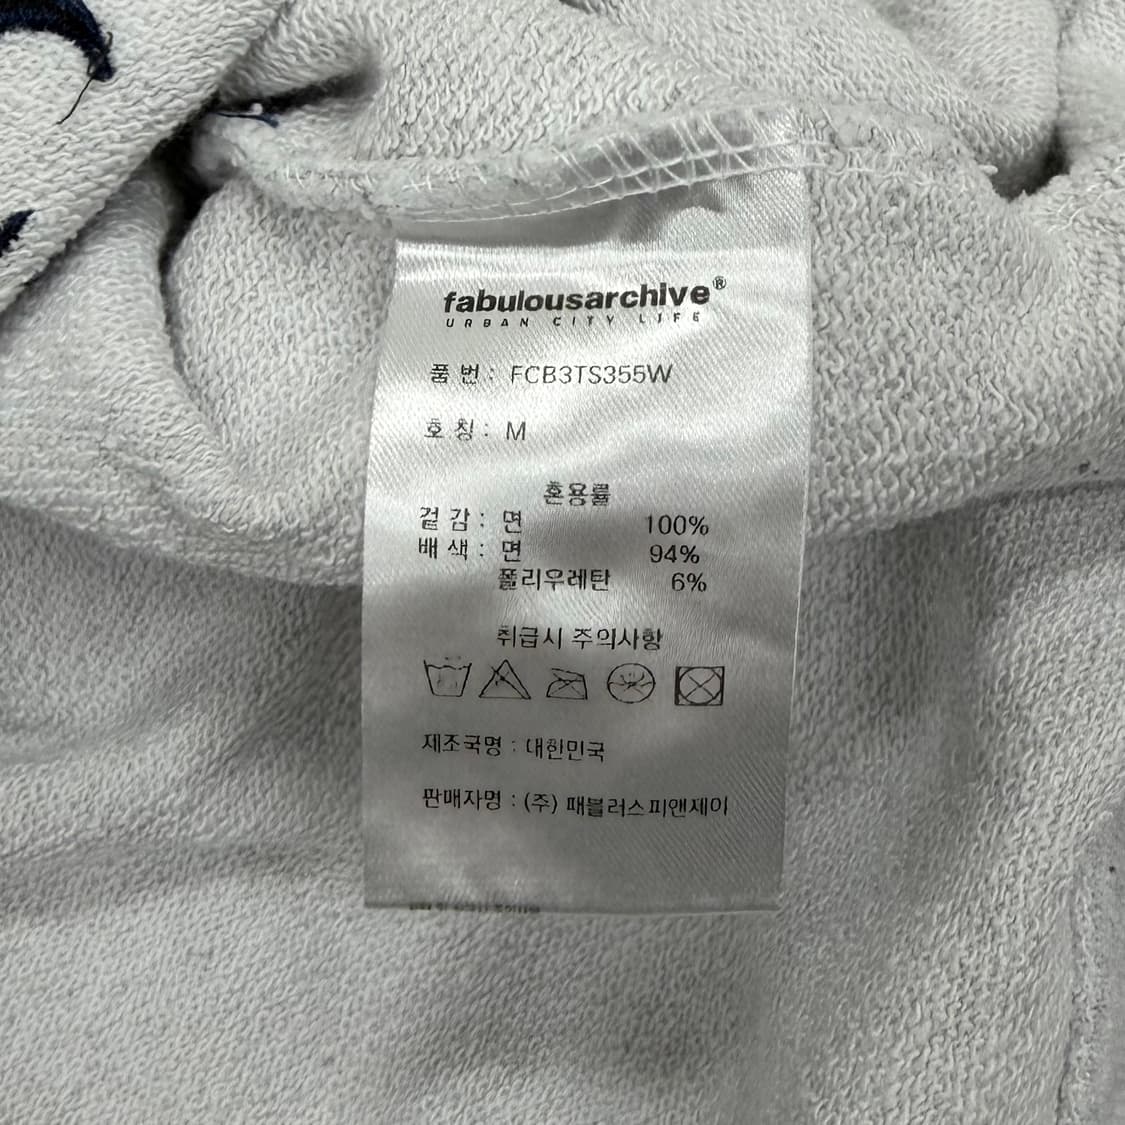 fabulousarchive®
URBAN CITY LIFE
품 번 : FCB3TS355W
호 칭 : M
혼용률
겉 감 : 면 100%
배 색 : 면 94%
폴리우레탄 6%
취급시 주의사항
제조국명 : 대한민국
판매자명 : (주) 패블러스피앤제이